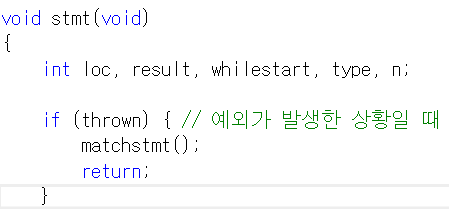 void stmt(void)
{
    int loc, result, whilestart, type, n;

    if (thrown) { // 예외가 발생한 상황일 때
        matchstmt();
        return;
    }